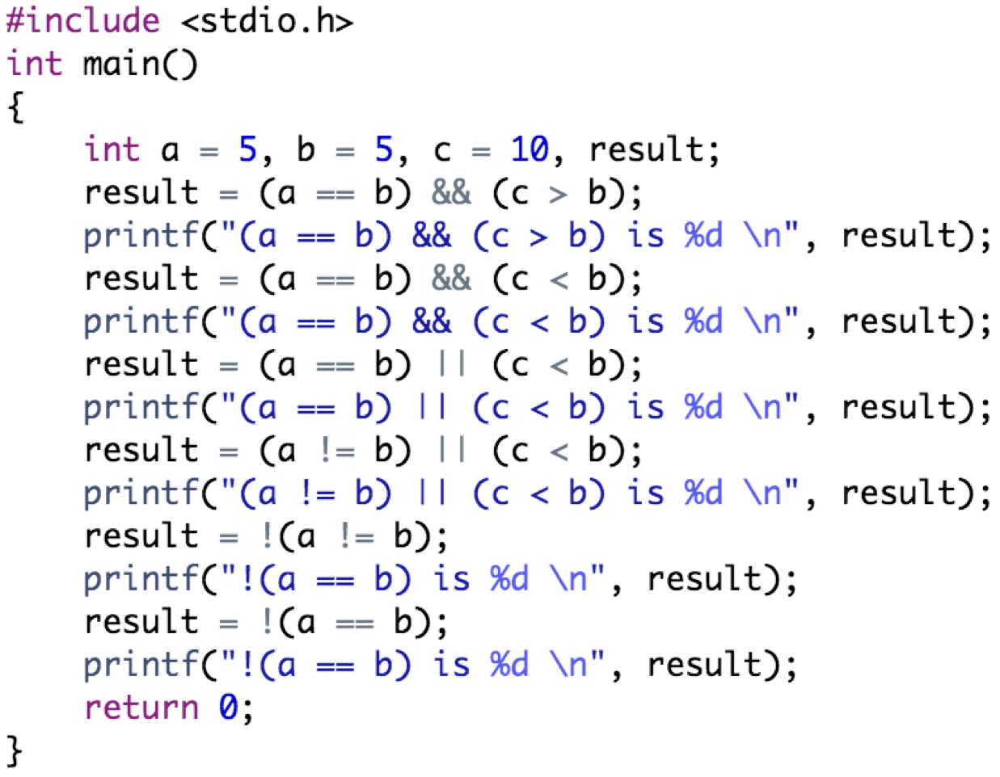 #include <stdio.h>
int main()
{
    int a = 5, b = 5, c = 10, result;
    result = (a == b) && (c > b);
    printf("(a == b) && (c > b) is %d \n", result);
    result = (a == b) && (c < b);
    printf("(a == b) && (c < b) is %d \n", result);
    result = (a == b) || (c < b);
    printf("(a == b) || (c < b) is %d \n", result);
    result = (a != b) || (c < b);
    printf("(a != b) || (c < b) is %d \n", result);
    result = !(a != b);
    printf("!(a == b) is %d \n", result);
    result = !(a == b);
    printf("!(a == b) is %d \n", result);
    return 0;
}